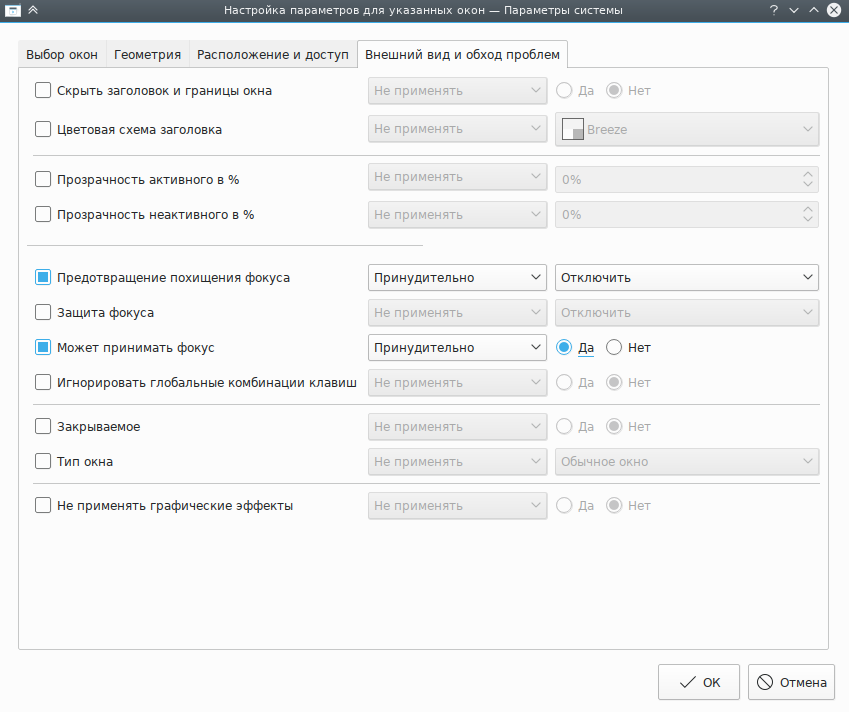 Настройка параметров для указанных окон — Параметры системы
Выбор окон Геометрия Расположение и доступ Внешний вид и обход проблем
Скрыть заголовок и границы окна Не применять Да Нет
Цветовая схема заголовка Не применять Breeze
Прозрачность активного в % Не применять 0%
Прозрачность неактивного в % Не применять 0%
Предотвращение похищения фокуса Принудительно Отключить
Защита фокуса Не применять Отключить
Может принимать фокус Принудительно Да Нет
Игнорировать глобальные комбинации клавиш Не применять Да Нет
Закрываемое Не применять Да Нет
Тип окна Не применять Обычное окно
Не применять графические эффекты Не применять Да Нет
ОК Отмена